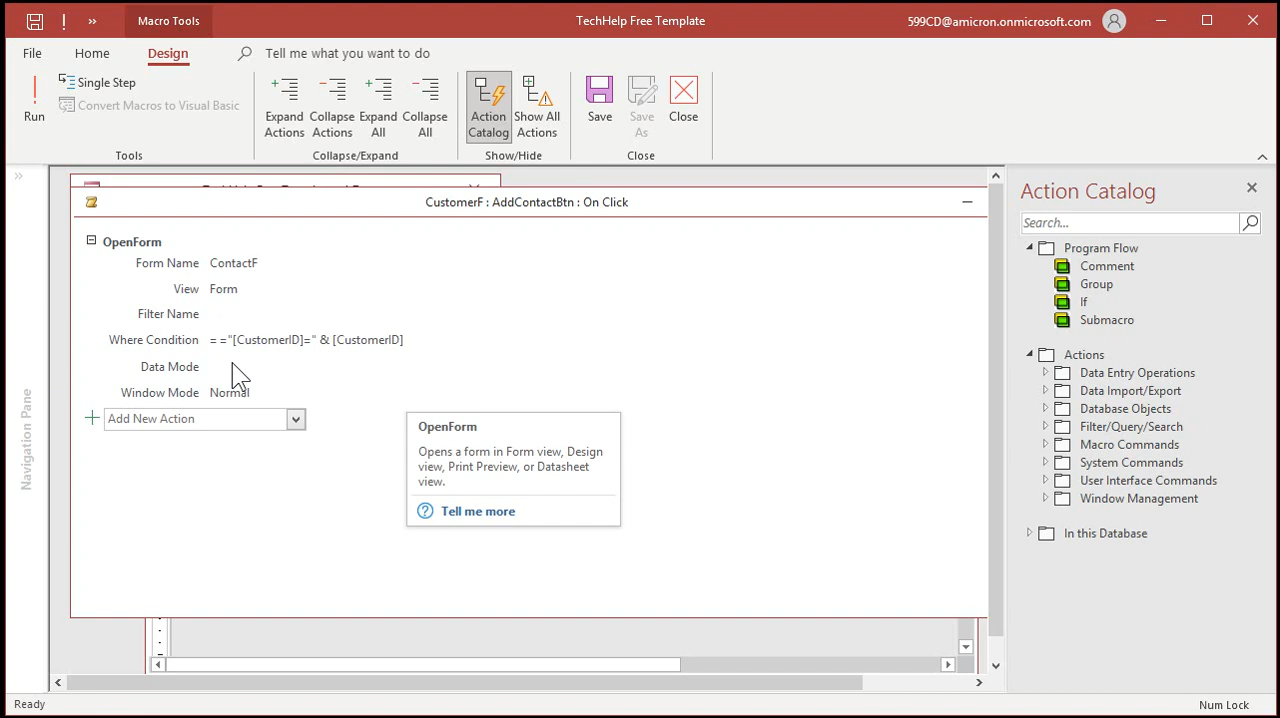 Macro Tools
TechHelp Free Template
599CD@amicron.onmicrosoft.com
File
Home
Design
Tell me what you want to do
Run
Single Step
Convert Macros to Visual Basic
Tools
Expand Actions
Collapse Actions
Expand All
Collapse All
Collapse/Expand
Action Catalog
Show All Actions
Show/Hide
Save
Save As
Close
Close
Navigation Pane
CustomerF : AddContactBtn : On Click
OpenForm
Form Name ContactF
View Form
Filter Name
Where Condition = ="[CustomerID]=" & [CustomerID]
Data Mode
Window Mode Normal
Add New Action
OpenForm
Opens a form in Form view, Design
view, Print Preview, or Datasheet
view.
Tell me more
Action Catalog
Search...
Program Flow
Comment
Group
If
Submacro
Actions
Data Entry Operations
Data Import/Export
Database Objects
Filter/Query/Search
Macro Commands
System Commands
User Interface Commands
Window Management
In this Database
Ready
Num Lock